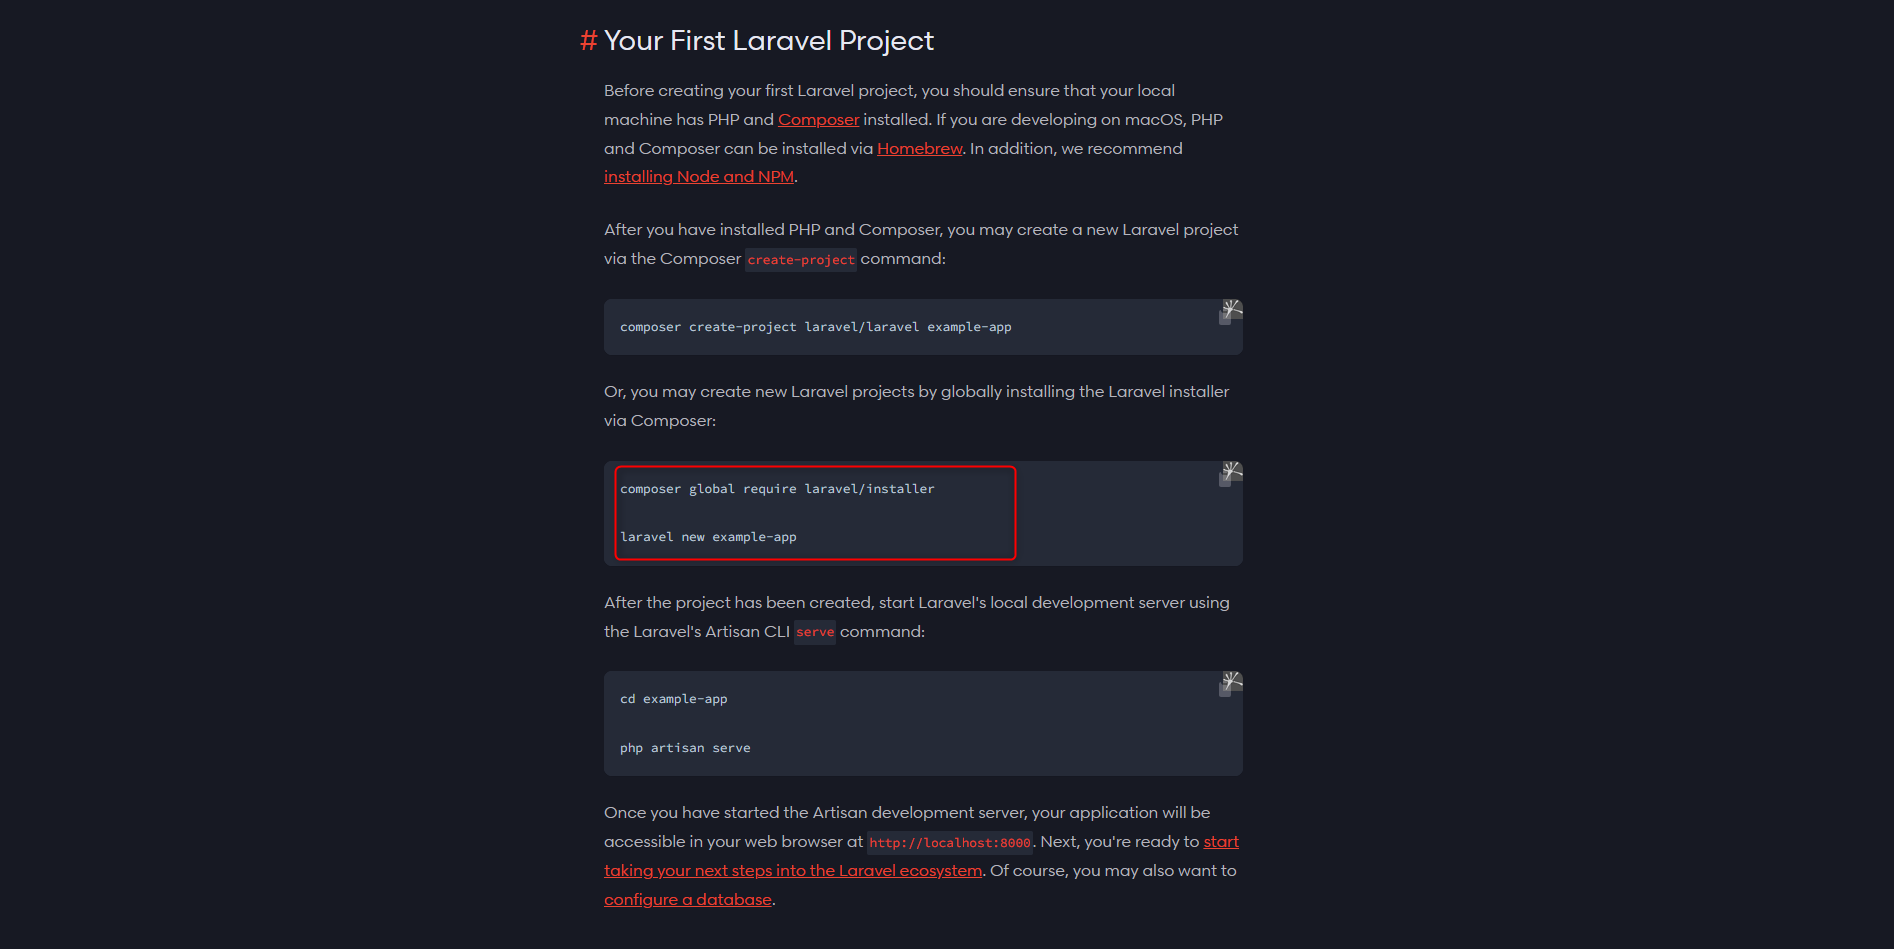 # Your First Laravel Project
Before creating your first Laravel project, you should ensure that your local
machine has PHP and Composer installed. If you are developing on macOS, PHP
and Composer can be installed via Homebrew. In addition, we recommend
installing Node and NPM.
After you have installed PHP and Composer, you may create a new Laravel project
via the Composer create-project command:
composer create-project laravel/laravel example-app
Or, you may create new Laravel projects by globally installing the Laravel installer
via Composer:
composer global require laravel/installer
laravel new example-app
After the project has been created, start Laravel's local development server using
the Laravel's Artisan CLI serve command:
cd example-app
php artisan serve
Once you have started the Artisan development server, your application will be
accessible in your web browser at http://localhost:8000. Next, you're ready to start
taking your next steps into the Laravel ecosystem. Of course, you may also want to
configure a database.